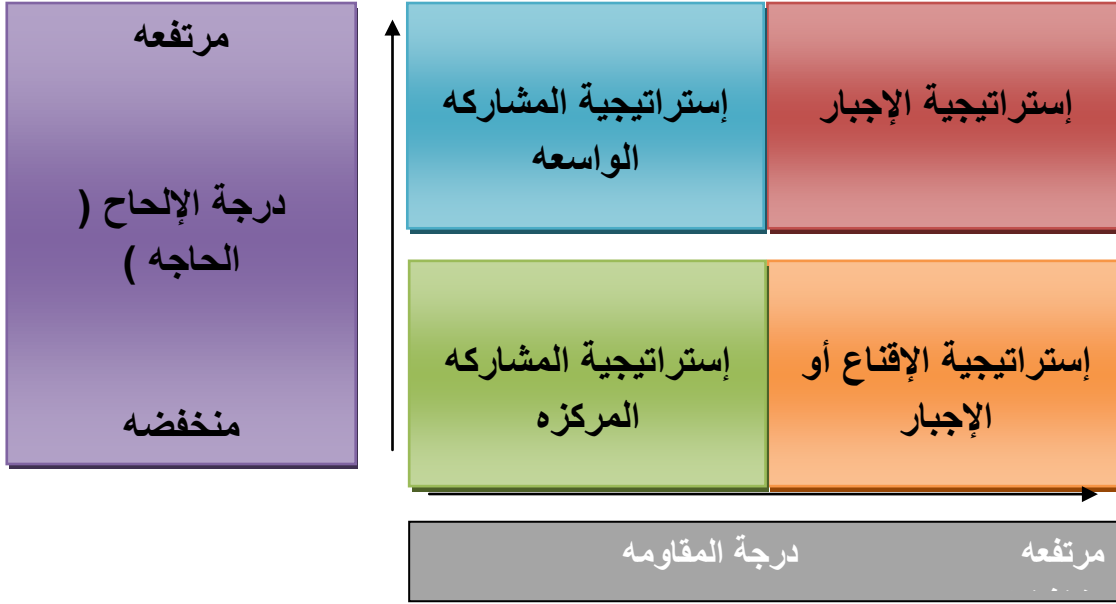 مرتفعه
درجة الإلحاح (
الحاجه )
منخفضه
إستراتيجية المشاركه
الواسعه
إستراتيجية الإجبار
إستراتيجية المشاركه
المركزه
إستراتيجية الإقناع أو
الإجبار
درجة المقاومه
مرتفعه